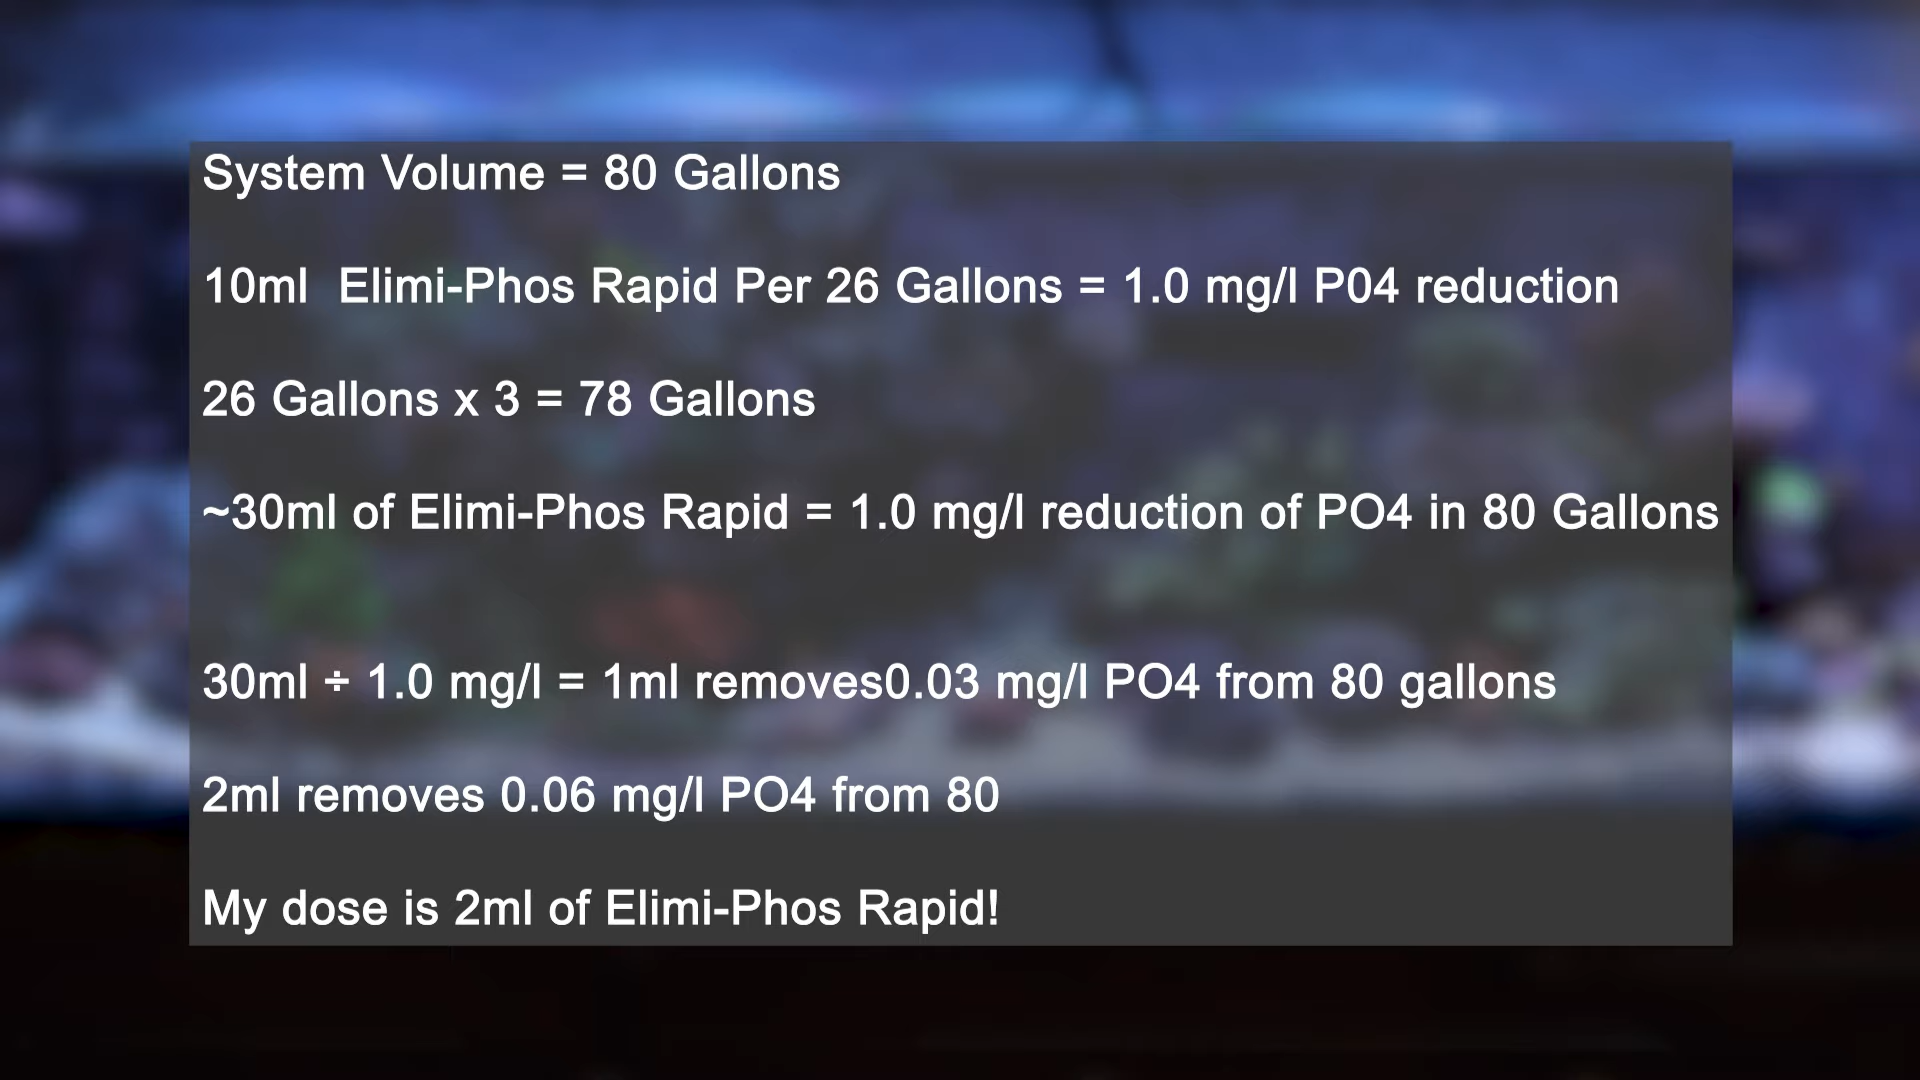 System Volume = 80 Gallons
10ml  Elimi-Phos Rapid Per 26 Gallons = 1.0 mg/l P04 reduction
26 Gallons x 3 = 78 Gallons
~30ml of Elimi-Phos Rapid = 1.0 mg/l reduction of PO4 in 80 Gallons
30ml ÷ 1.0 mg/l = 1ml removes0.03 mg/l PO4 from 80 gallons
2ml removes 0.06 mg/l PO4 from 80
My dose is 2ml of Elimi-Phos Rapid!